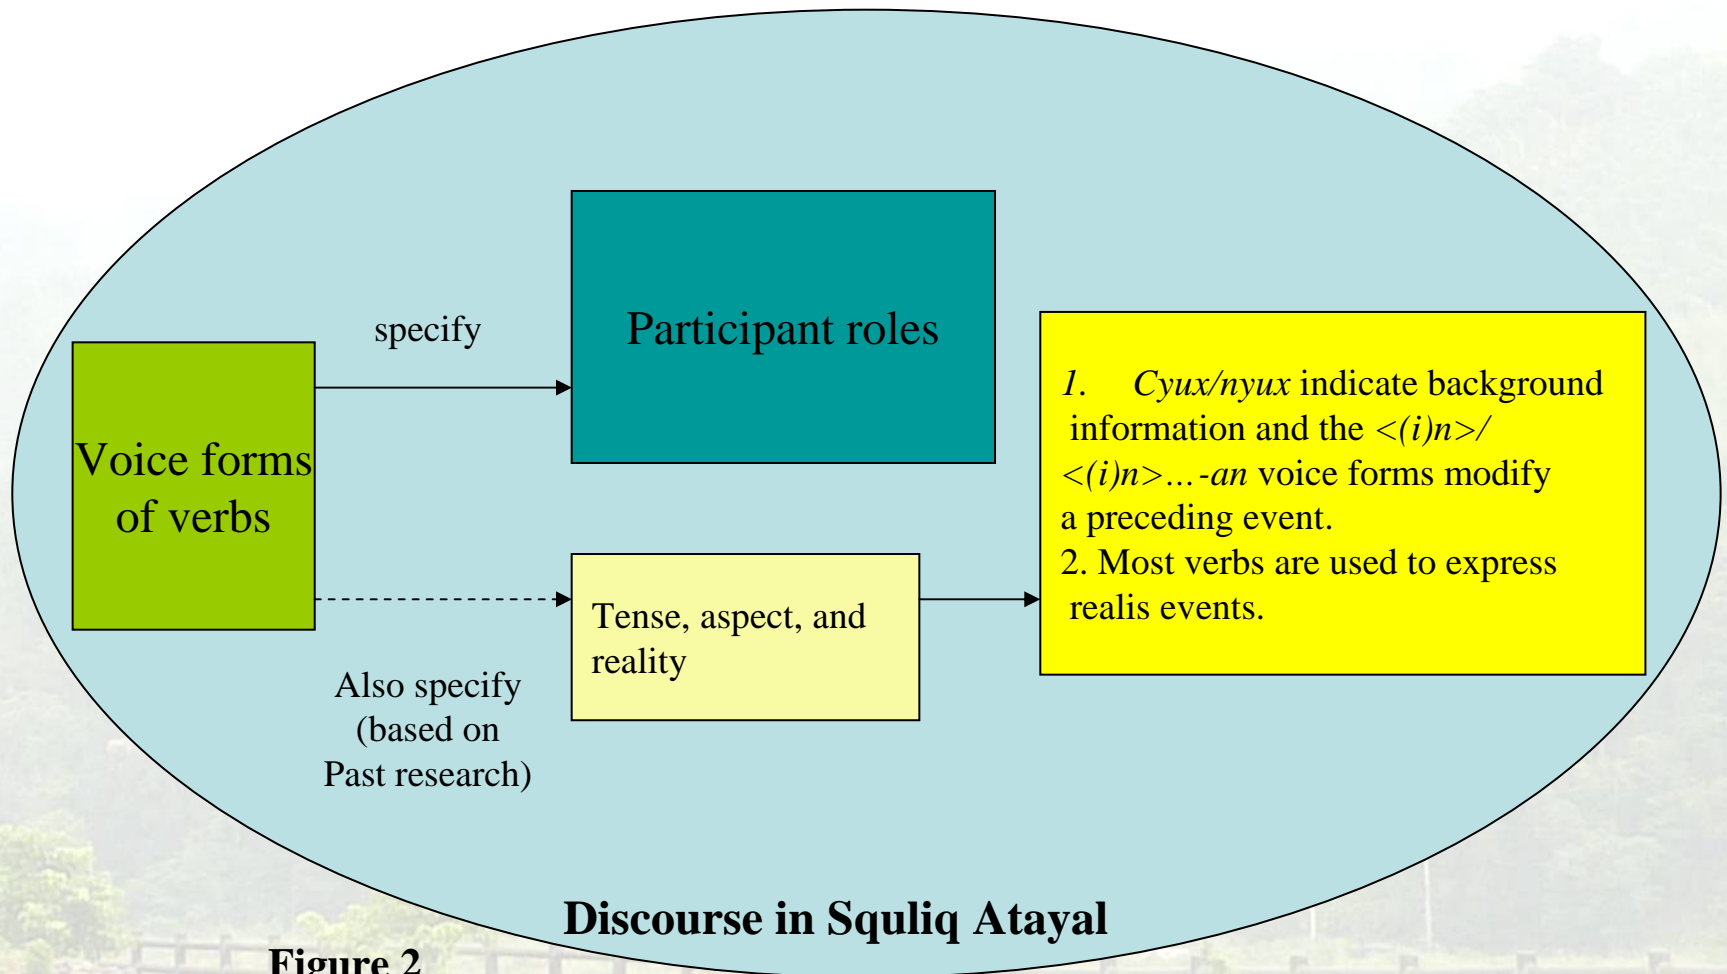 specify
Participant roles
Voice forms
of verbs
1. Cyux/nyux indicate background
information and the <(i)n>/
<(i)n>…-an voice forms modify
a preceding event.
2. Most verbs are used to express
realis events.
Tense, aspect, and
reality
Also specify
(based on
Past research)
Discourse in Squliq Atayal
Figure 2